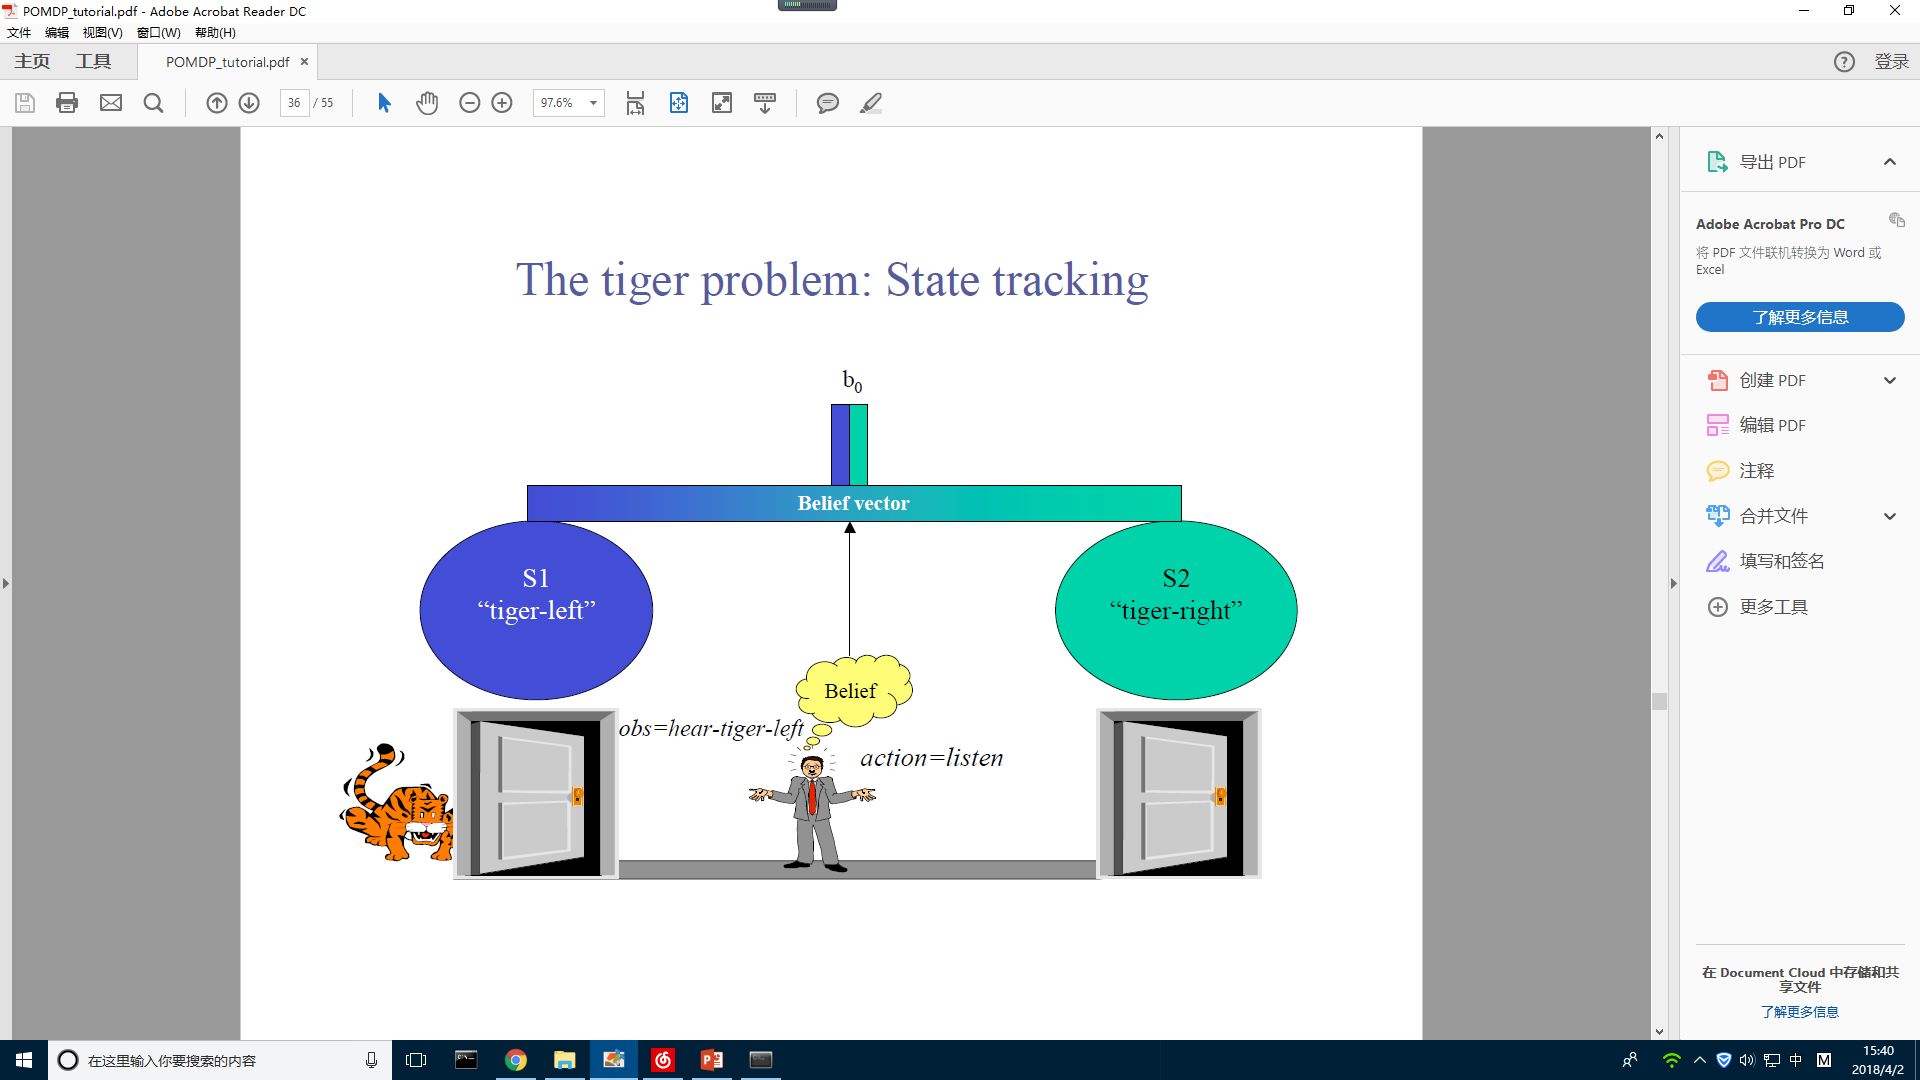 POMDP_tutorial.pdf - Adobe Acrobat Reader DC
文件 编辑 视图(V) 窗口(W) 帮助(H)
主页 工具 POMDP_tutorial.pdf × ? 登录
36 / 55 97.6%
The tiger problem: State tracking
b0
Belief vector
S1
“tiger-left”
S2
“tiger-right”
Belief
obs=hear-tiger-left
action=listen
导出 PDF
Adobe Acrobat Pro DC
将 PDF 文件联机转换为 Word 或
Excel
了解更多信息
创建 PDF
编辑 PDF
注释
合并文件
填写和签名
更多工具
在 Document Cloud 中存储和共
享文件
了解更多信息
在这里输入你要搜索的内容
中 M
15:40
2018/4/2